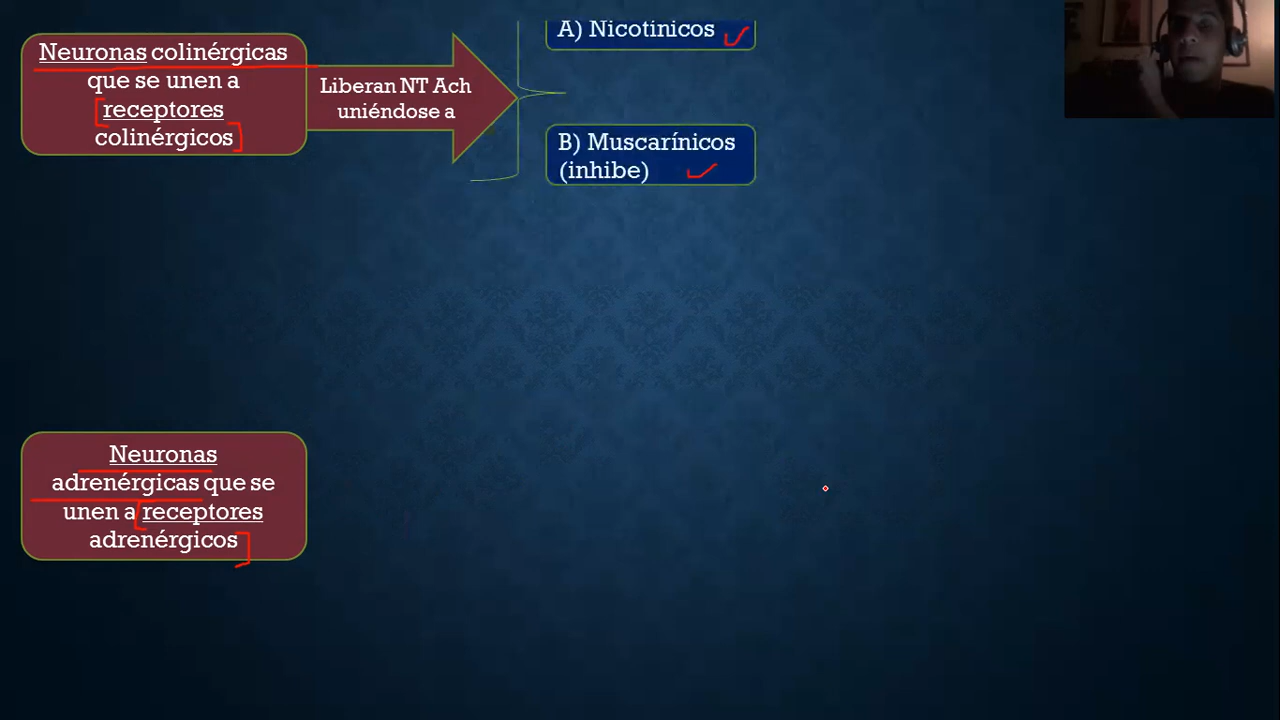 Neuronas colinérgicas
que se unen a
receptores
colinérgicos
Liberan NT Ach
uniéndose a
A) Nicotínicos
B) Muscarínicos
(inhibe)
Neuronas
adrenérgicas que se
unen a receptores
adrenérgicos